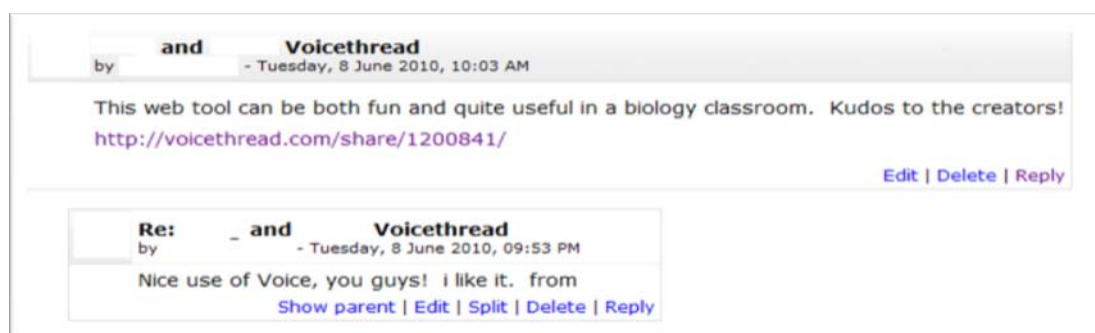 and Voicethread
by - Tuesday, 8 June 2010, 10:03 AM
This web tool can be both fun and quite useful in a biology classroom. Kudos to the creators!
http://voicethread.com/share/1200841/
Edit | Delete | Reply
Re: _ and Voicethread
by - Tuesday, 8 June 2010, 09:53 PM
Nice use of Voice, you guys! i like it. from
Show parent | Edit | Split | Delete | Reply